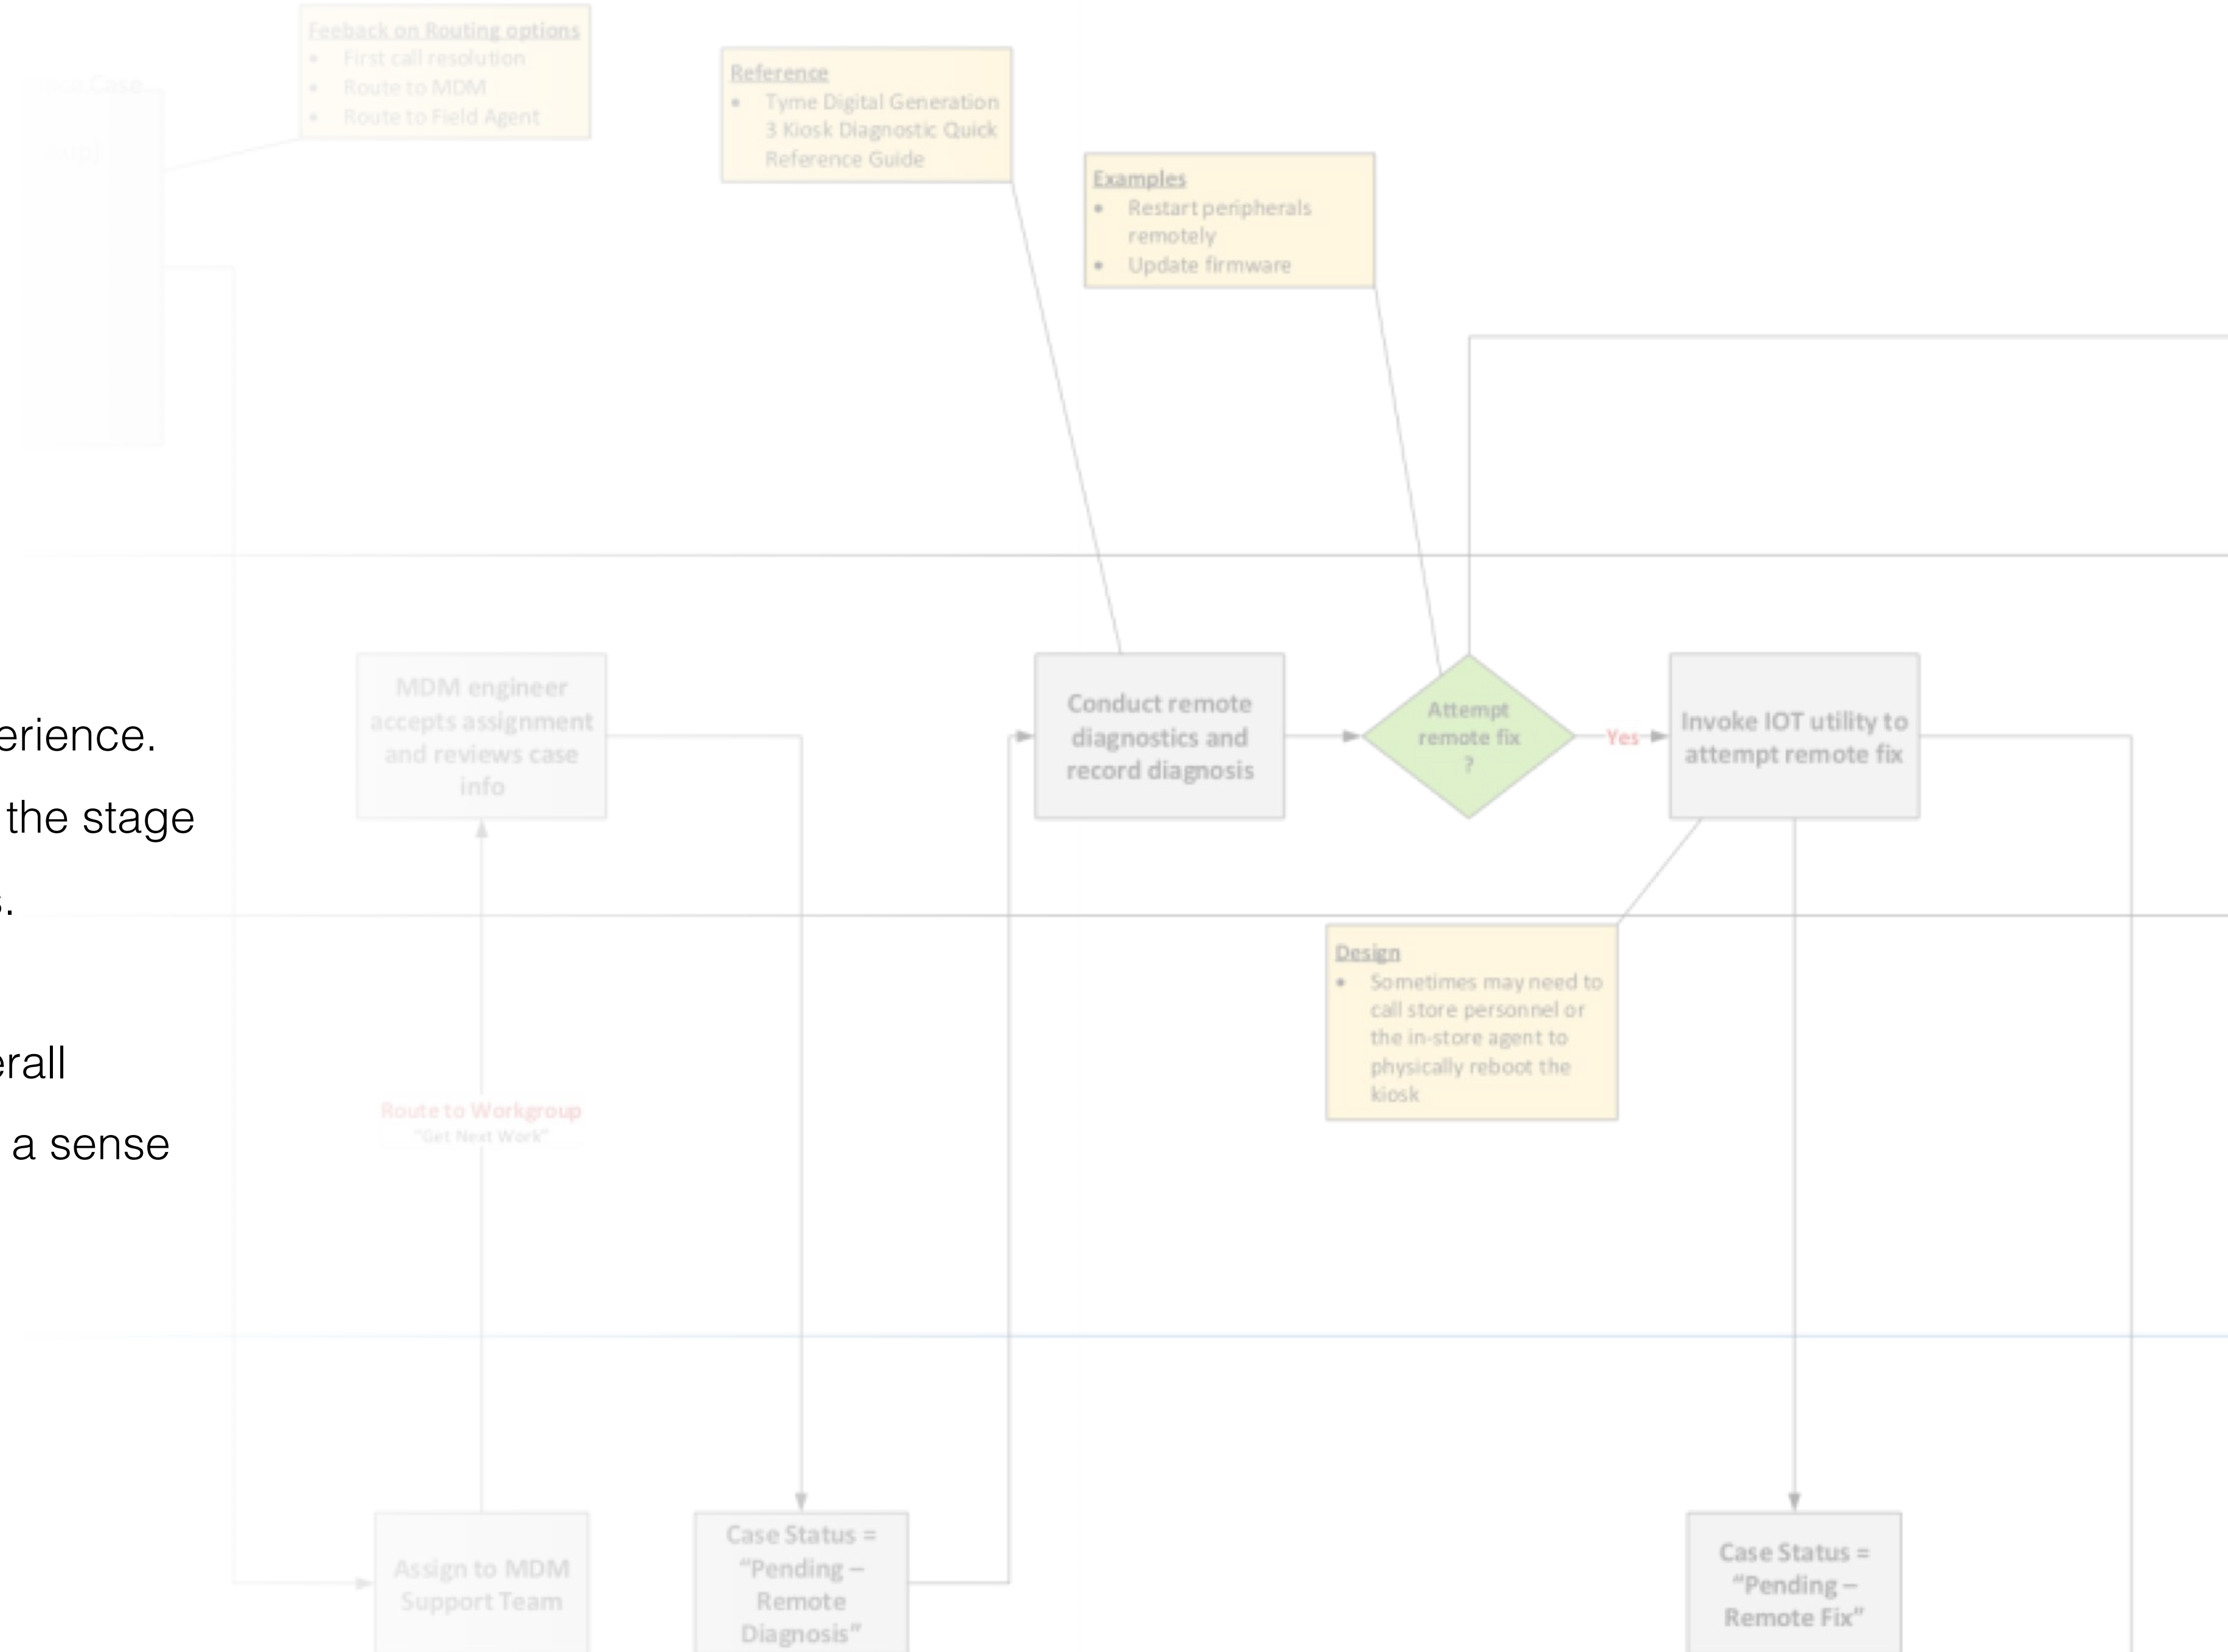 Feeback on Routing options
• First call resolution
• Route to MDM
• Route to Field Agent
Case
Reference
• Tyme Digital Generation
3 Kiosk Diagnostic Quick
Reference Guide
Examples
• Restart peripherals
remotely
• Update firmware
MDM engineer
accepts assignment
and reviews case
info
Conduct remote
diagnostics and
record diagnosis
Attempt
remote fix
?
Yes
Invoke IOT utility to
attempt remote fix
erience.
the stage
s.
erall
a sense
Design
• Sometimes may need to
call store personnel or
the in-store agent to
physically reboot the
kiosk
Route to Workgroup
“Get Next Work”
Assign to MDM
Support Team
Case Status =
“Pending –
Remote
Diagnosis”
Case Status =
“Pending –
Remote Fix”